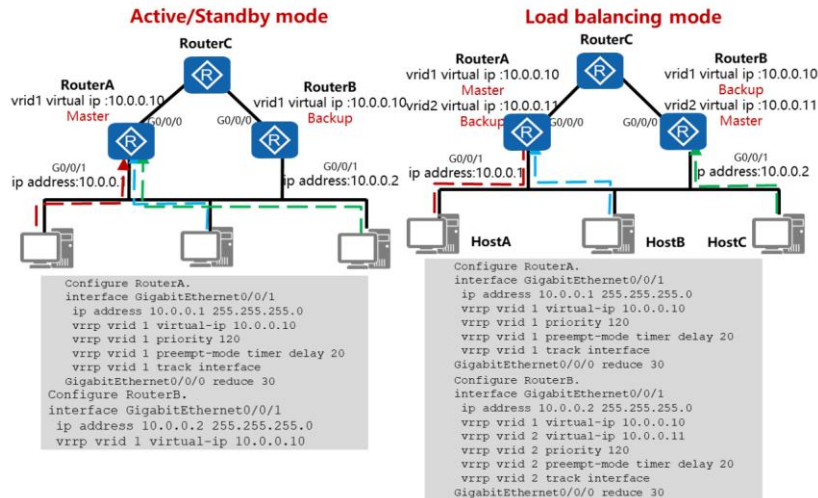 Active/Standby mode
RouterC
RouterA
vrid1 virtual ip :10.0.0.10
Master
RouterB
vrid1 virtual ip :10.0.0.10
Backup
R
R
R
G0/0/0
G0/0/0
G0/0/1
ip address:10.0.0.1
G0/0/1
ip address:10.0.0.2
Configure RouterA.
interface GigabitEthernet0/0/1
ip address 10.0.0.1 255.255.255.0
vrrp vrid 1 virtual-ip 10.0.0.10
vrrp vrid 1 priority 120
vrrp vrid 1 preempt-mode timer delay 20
vrrp vrid 1 track interface
GigabitEthernet0/0/0 reduce 30
Configure RouterB.
interface GigabitEthernet0/0/1
ip address 10.0.0.2 255.255.255.0
vrrp vrid 1 virtual-ip 10.0.0.10
Load balancing mode
RouterC
RouterA
vrid1 virtual ip :10.0.0.10
Master
vrid2 virtual ip :10.0.0.11
Backup
RouterB
vrid1 virtual ip :10.0.0.10
Backup
vrid2 virtual ip :10.0.0.11
Master
R
R
R
G0/0/0
G0/0/0
G0/0/1
ip address:10.0.0.1
G0/0/1
ip address:10.0.0.2
HostA
HostB
HostC
Configure RouterA.
interface GigabitEthernet0/0/1
ip address 10.0.0.1 255.255.255.0
vrrp vrid 1 virtual-ip 10.0.0.10
vrrp vrid 1 priority 120
vrrp vrid 1 preempt-mode timer delay 20
vrrp vrid 1 track interface
GigabitEthernet0/0/0 reduce 30
Configure RouterB.
interface GigabitEthernet0/0/1
ip address 10.0.0.2 255.255.255.0
vrrp vrid 1 virtual-ip 10.0.0.10
vrrp vrid 2 virtual-ip 10.0.0.11
vrrp vrid 2 priority 120
vrrp vrid 2 preempt-mode timer delay 20
vrrp vrid 2 track interface
GigabitEthernet0/0/0 reduce 30